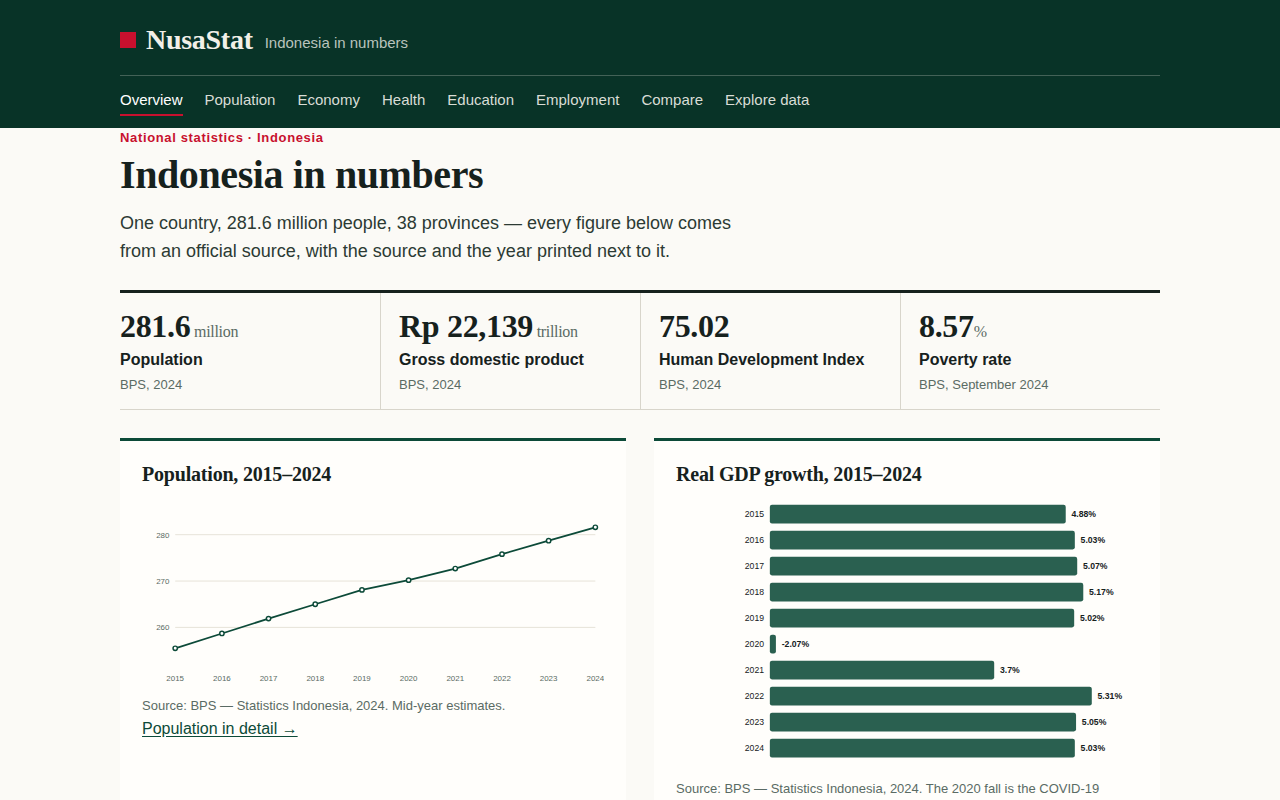 NusaStat Indonesia in numbers
Overview Population Economy Health Education Employment Compare Explore data
National statistics · Indonesia
Indonesia in numbers
One country, 281.6 million people, 38 provinces — every figure below comes
from an official source, with the source and the year printed next to it.
281.6 million
Population
BPS, 2024
Rp 22,139 trillion
Gross domestic product
BPS, 2024
75.02
Human Development Index
BPS, 2024
8.57%
Poverty rate
BPS, September 2024
Population, 2015–2024
280
270
260
2015 2016 2017 2018 2019 2020 2021 2022 2023 2024
Source: BPS — Statistics Indonesia, 2024. Mid-year estimates.
Population in detail →
Real GDP growth, 2015–2024
2015 4.88%
2016 5.03%
2017 5.07%
2018 5.17%
2019 5.02%
2020 -2.07%
2021 3.7%
2022 5.31%
2023 5.05%
2024 5.03%
Source: BPS — Statistics Indonesia, 2024. The 2020 fall is the COVID-19